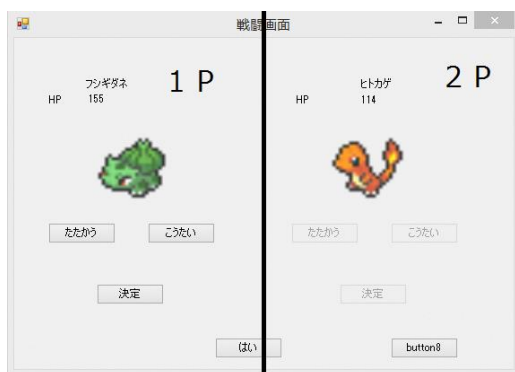 戦闘画面
フシギダネ
HP 155
1 P
ヒトカゲ
HP 114
2 P
たたかう こうたい
たたかう こうたい
決定
決定
はい
button8